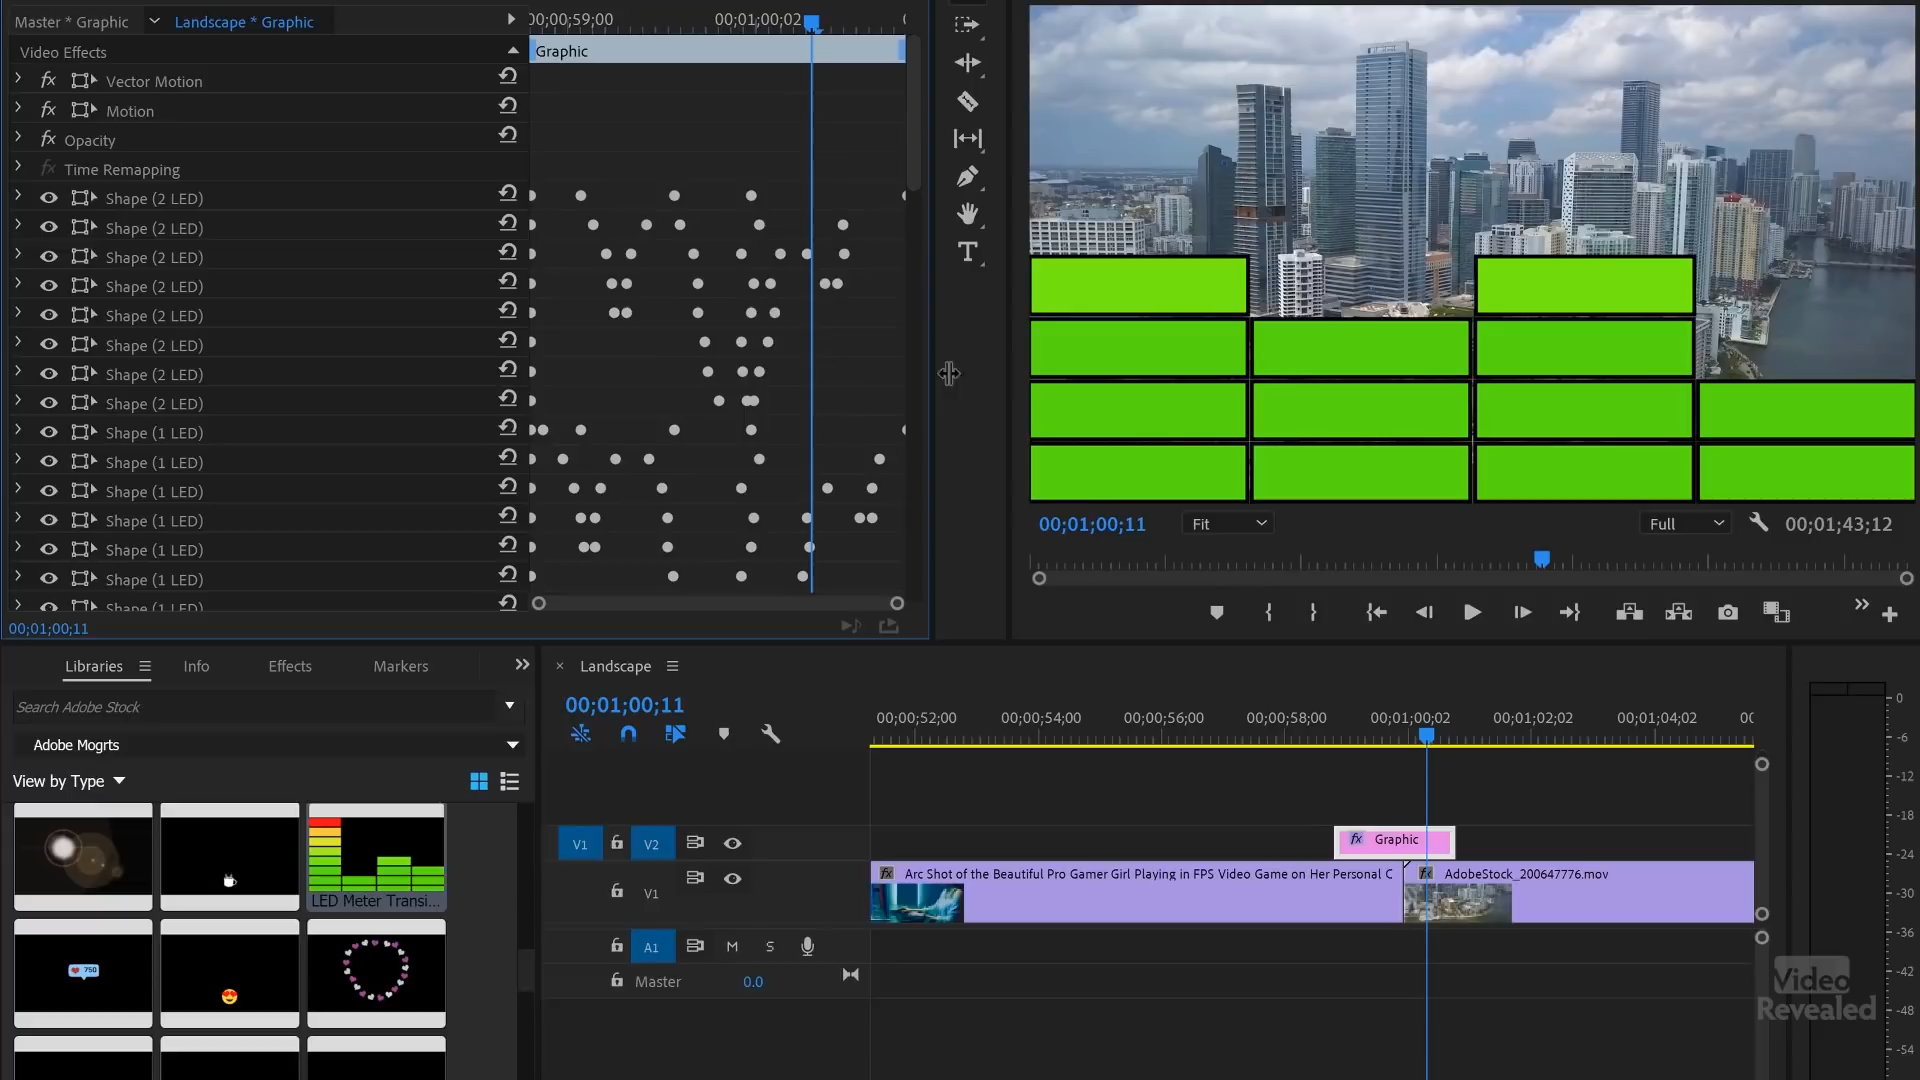 Master * Graphic
Landscape * Graphic
00;00;59;00
00;01;00;02
Video Effects
Graphic
fx Vector Motion
fx Motion
fx Opacity
fx Time Remapping
Shape (2 LED)
Shape (2 LED)
Shape (2 LED)
Shape (2 LED)
Shape (2 LED)
Shape (2 LED)
Shape (2 LED)
Shape (2 LED)
Shape (1 LED)
Shape (1 LED)
Shape (1 LED)
Shape (1 LED)
Shape (1 LED)
Shape (1 LED)
Shape (1 LED)
00;01;00;11
T
00;01;00;11
Fit
Full
00;01;43;12
Libraries
Info
Effects
Markers
Search Adobe Stock
Adobe Mogrts
View by Type
LED Meter Transi...
750
Landscape
00;01;00;11
00;00;52;00
00;00;54;00
00;00;56;00
00;00;58;00
00;01;00;02
00;01;02;02
00;01;04;02
V1
V2
fx Graphic
V1
fx Arc Shot of the Beautiful Pro Gamer Girl Playing in FPS Video Game on Her Personal C
fx AdobeStock_200647776.mov
A1
M
S
Master
0.0
0
-6
-12
-18
-24
-30
-36
-42
-48
-54
Video
Revealed